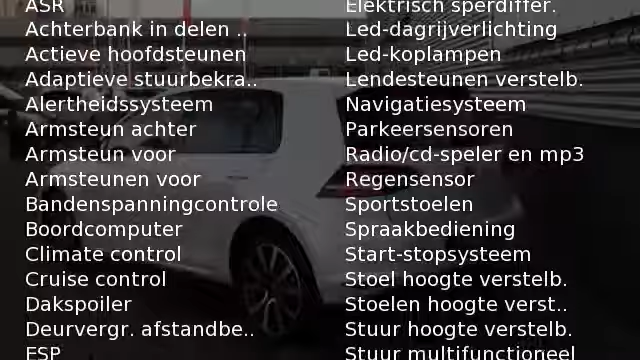 ASR
Achterbank in delen ..
Actieve hoofdsteunen
Adaptieve stuurbekra..
Alertheidssysteem
Armsteun achter
Armsteun voor
Armsteunen voor
Bandenspanningcontrole
Boordcomputer
Climate control
Cruise control
Dakspoiler
Deurvergr. afstandbe..
ESP
Elektrisch sperdiffer.
Led-dagrijverlichting
Led-koplampen
Lendesteunen verstelb.
Navigatiesysteem
Parkeersensoren
Radio/cd-speler en mp3
Regensensor
Sportstoelen
Spraakbediening
Start-stopsysteem
Stoel hoogte verstelb.
Stoelen hoogte verst..
Stuur hoogte verstelb.
Stuur multifunctioneel